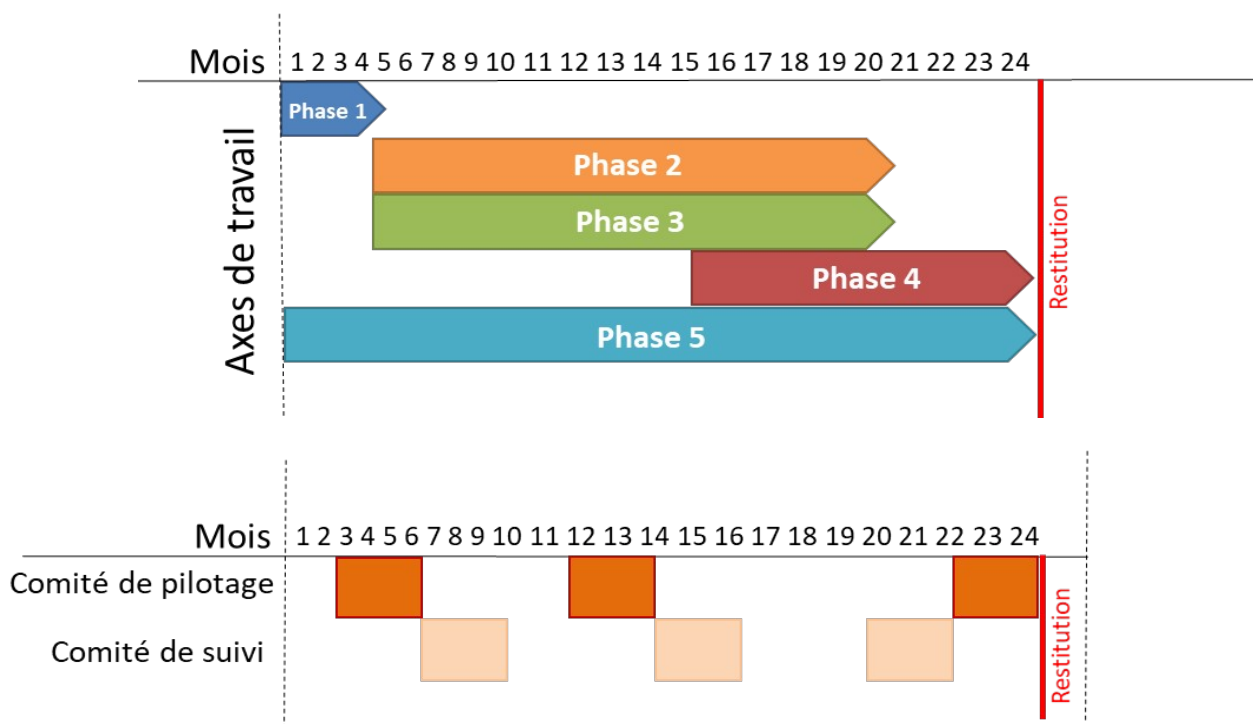 Mois 1 2 3 4 5 6 7 8 9 10 11 12 13 14 15 16 17 18 19 20 21 22 23 24
Axes de travail
Phase 1
Phase 2
Phase 3
Phase 4
Phase 5
Restitution
Mois 1 2 3 4 5 6 7 8 9 10 11 12 13 14 15 16 17 18 19 20 21 22 23 24
Comité de pilotage
Comité de suivi
Restitution